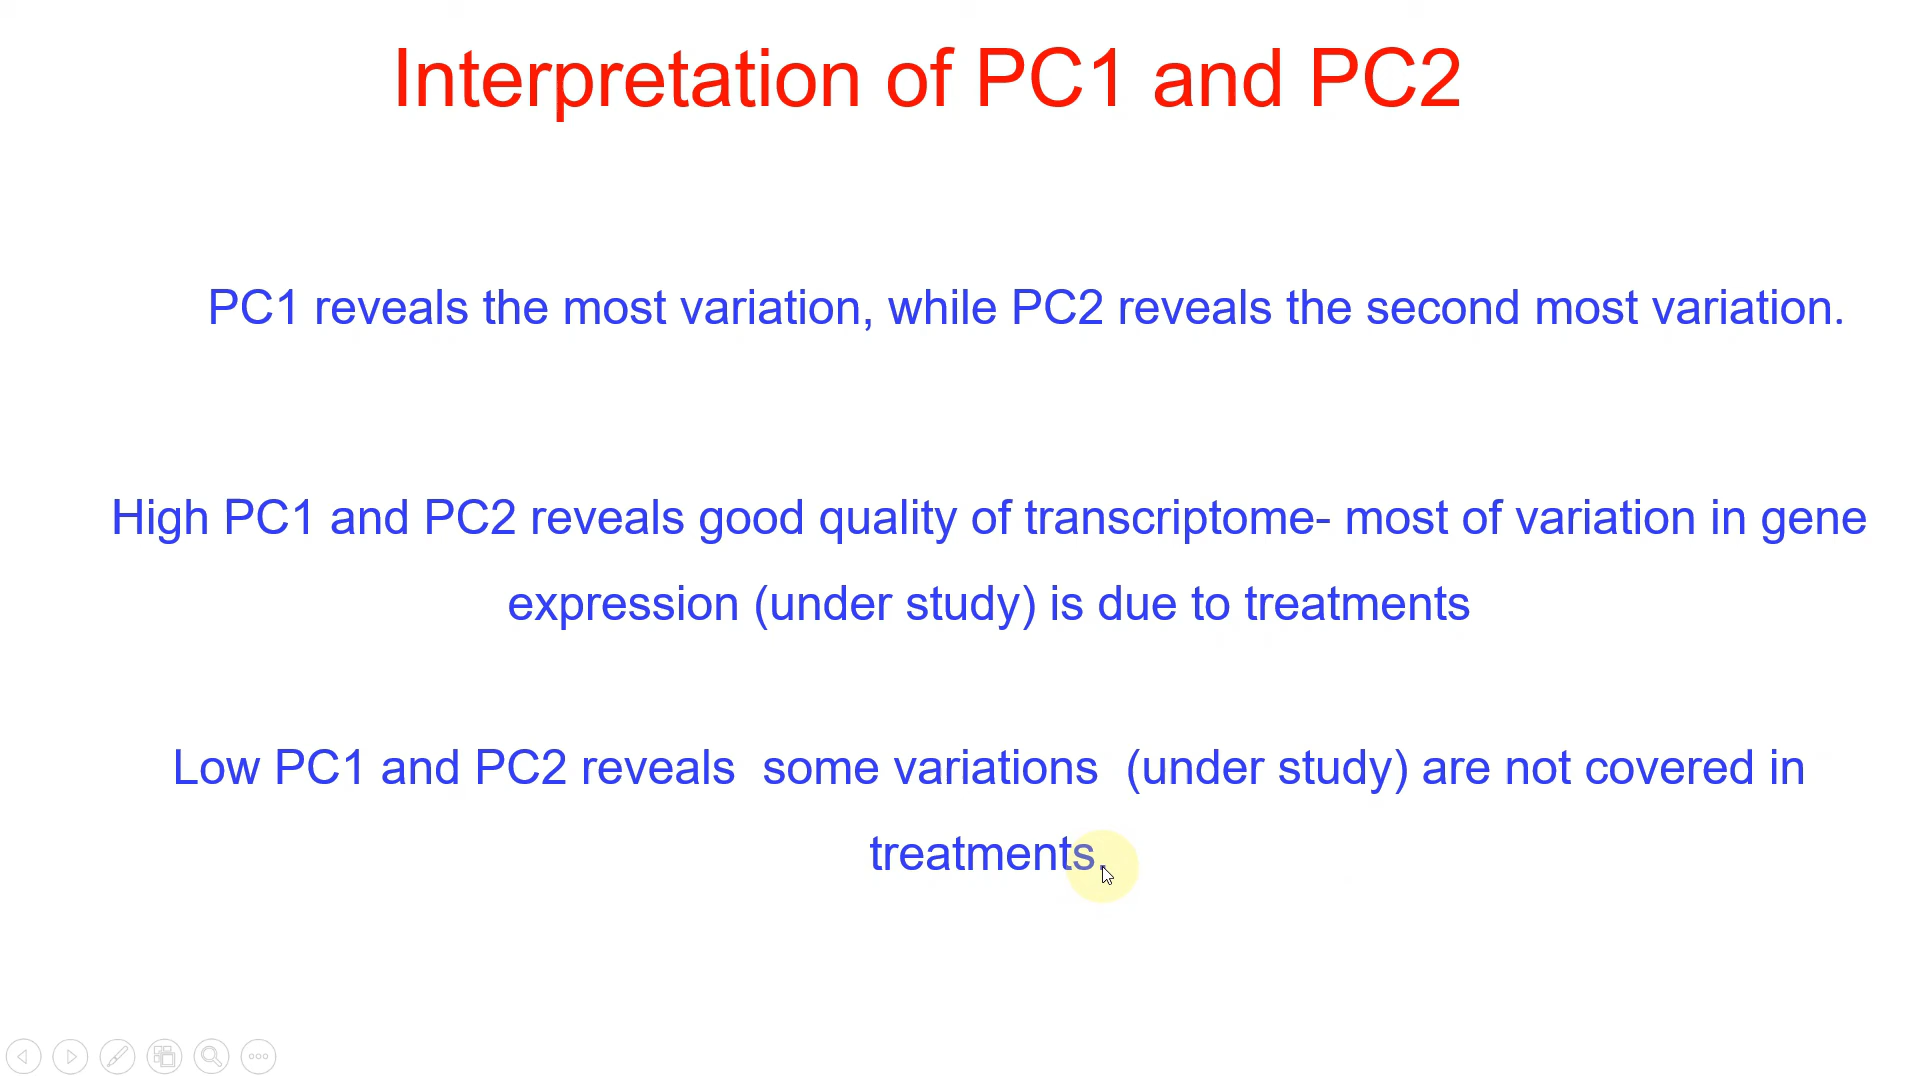 Interpretation of PC1 and PC2
PC1 reveals the most variation, while PC2 reveals the second most variation.
High PC1 and PC2 reveals good quality of transcriptome- most of variation in gene
expression (under study) is due to treatments
Low PC1 and PC2 reveals  some variations  (under study) are not covered in
treatments.